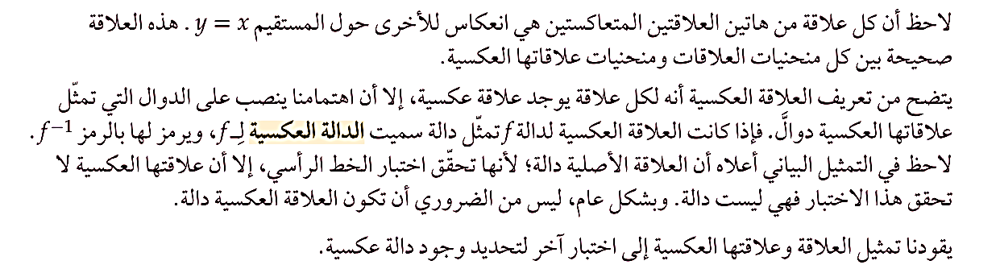 لاحظ أن كل علاقة من هاتين العلاقتين المتعاكستين هي انعكاس للأخرى حول المستقيم y = x . هذه العلاقة
صحيحة بين كل منحنيات العلاقات ومنحنيات علاقاتها العكسية.
يتضح من تعريف العلاقة العكسية أنه لكل علاقة يوجد علاقة عكسية، إلا أن اهتمامنا ينصب على الدوال التي تمثّل
علاقاتها العكسية دوالَّ. فإذا كانت العلاقة العكسية لدالة f تمثّل دالة سميت الدالة العكسية لِـ f، ويرمز لها بالرمز f⁻¹.
لاحظ في التمثيل البياني أعلاه أن العلاقة الأصلية دالة؛ لأنها تحقّق اختبار الخط الرأسي، إلا أن علاقتها العكسية لا
تحقق هذا الاختبار فهي ليست دالة. وبشكل عام، ليس من الضروري أن تكون العلاقة العكسية دالة.
يقودنا تمثيل العلاقة وعلاقتها العكسية إلى اختبار آخر لتحديد وجود دالة عكسية.